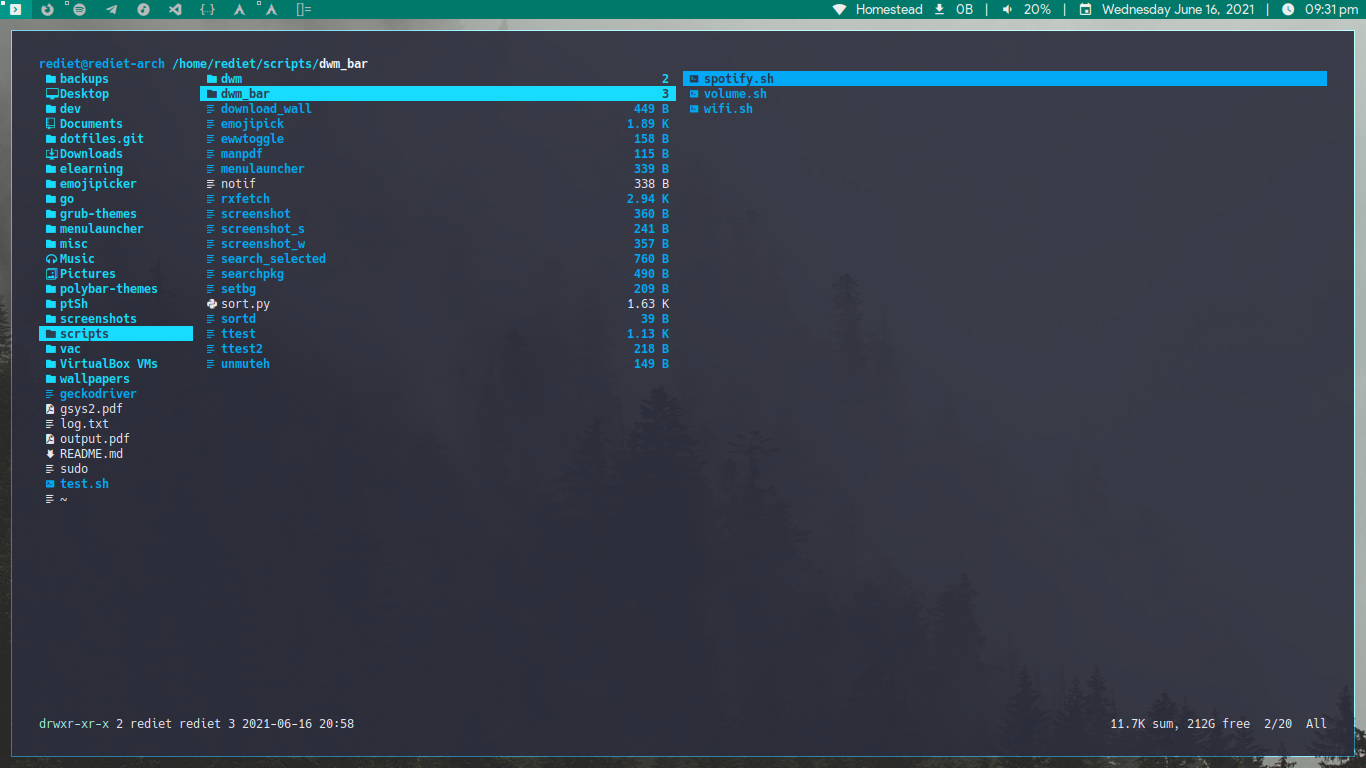 {..} []= Homestead 0B | 20% | Wednesday June 16, 2021 | 09:31 pm
rediet@rediet-arch /home/rediet/scripts/dwm_bar
backups dwm 2 spotify.sh
Desktop dwm_bar 3 volume.sh
dev download_wall 449 B wifi.sh
Documents emojipick 1.89 K
dotfiles.git ewwtoggle 158 B
Downloads manpdf 115 B
elearning menulauncher 339 B
emojipicker notif 338 B
go rxfetch 2.94 K
grub-themes screenshot 360 B
menulauncher screenshot_s 241 B
misc screenshot_w 357 B
Music search_selected 760 B
Pictures searchpkg 490 B
polybar-themes setbg 209 B
ptSh sort.py 1.63 K
screenshots sortd 39 B
scripts ttest 1.13 K
vac ttest2 218 B
VirtualBox VMs unmuteh 149 B
wallpapers
geckodriver
gsys2.pdf
log.txt
output.pdf
README.md
sudo
test.sh
~
drwxr-xr-x 2 rediet rediet 3 2021-06-16 20:58 11.7K sum, 212G free 2/20 All